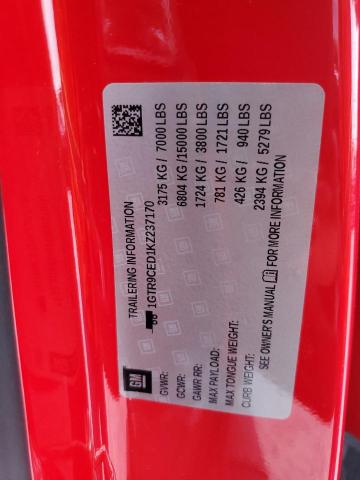 GM
TRAILERING INFORMATION
1GTR9CED1KZ237170
GVWR: 3175 KG / 7000 LBS
GCWR: 6804 KG / 15000 LBS
GAWR RR: 1724 KG / 3800 LBS
MAX PAYLOAD: 781 KG / 1721 LBS
MAX TONGUE WEIGHT: 426 KG / 940 LBS
CURB WEIGHT: 2394 KG / 5279 LBS
SEE OWNER'S MANUAL FOR MORE INFORMATION